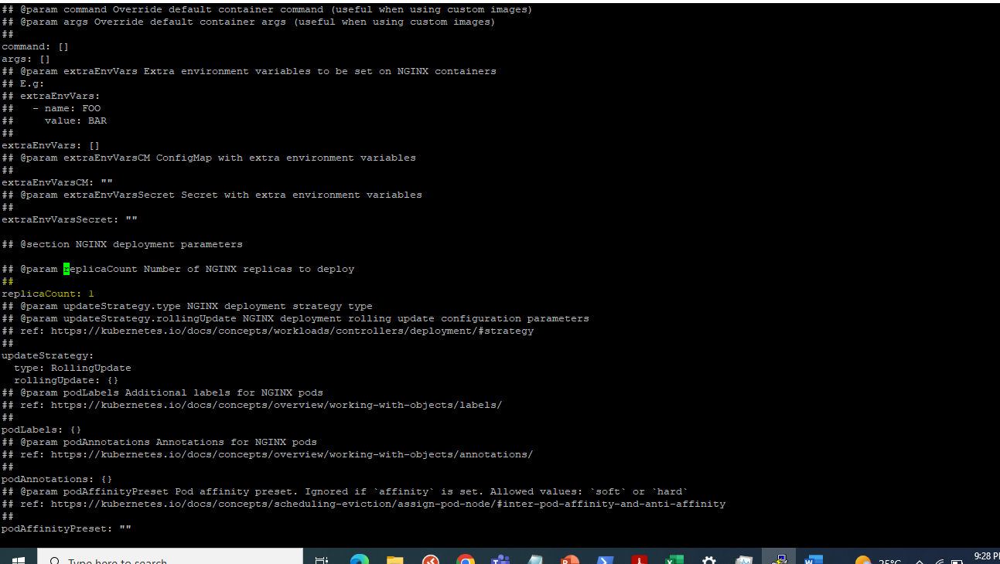 ## @param command Override default container command (useful when using custom images)
## @param args Override default container args (useful when using custom images)
##
command: []
args: []
## @param extraEnvVars Extra environment variables to be set on NGINX containers
## E.g:
## extraEnvVars:
##   - name: FOO
##     value: BAR
##
extraEnvVars: []
## @param extraEnvVarsCM ConfigMap with extra environment variables
##
extraEnvVarsCM: ""
## @param extraEnvVarsSecret Secret with extra environment variables
##
extraEnvVarsSecret: ""
## @section NGINX deployment parameters
## @param replicaCount Number of NGINX replicas to deploy
##
replicaCount: 1
## @param updateStrategy.type NGINX deployment strategy type
## @param updateStrategy.rollingUpdate NGINX deployment rolling update configuration parameters
## ref: https://kubernetes.io/docs/concepts/workloads/controllers/deployment/#strategy
##
updateStrategy:
  type: RollingUpdate
  rollingUpdate: {}
## @param podLabels Additional labels for NGINX pods
## ref: https://kubernetes.io/docs/concepts/overview/working-with-objects/labels/
##
podLabels: {}
## @param podAnnotations Annotations for NGINX pods
## ref: https://kubernetes.io/docs/concepts/overview/working-with-objects/annotations/
##
podAnnotations: {}
## @param podAffinityPreset Pod affinity preset. Ignored if `affinity` is set. Allowed values: `soft` or `hard`
## ref: https://kubernetes.io/docs/concepts/scheduling-eviction/assign-pod-node/#inter-pod-affinity-and-anti-affinity
##
podAffinityPreset: ""
Type here to search
25°C
9:28 P